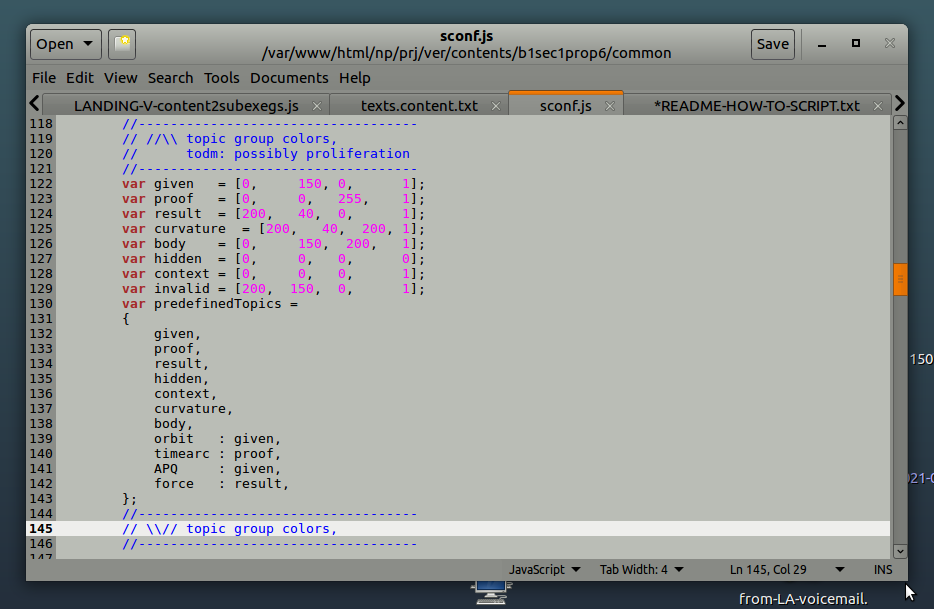 sconf.js
Open
/var/www/html/np/prj/ver/contents/b1sec1prop6/common
Save
File Edit View Search Tools Documents Help
LANDING-V-content2subexegs.js texts.content.txt sconf.js *README-HOW-TO-SCRIPT.txt
118 //-----------------------------------
119 // //\\ topic group colors,
120 //      todm: possibly proliferation
121 //-----------------------------------
122 var given   = [0,     150, 0,      1];
123 var proof   = [0,     0,   255,    1];
124 var result  = [200,   40,  0,      1];
125 var curvature  = [200,   40,  200, 1];
126 var body    = [0,     150,  200,   1];
127 var hidden  = [0,     0,   0,      0];
128 var context = [0,     0,   0,      1];
129 var invalid = [200,  150,  0,      1];
130 var predefinedTopics =
131 {
132     given,
133     proof,
134     result,
135     hidden,
136     context,
137     curvature,
138     body,
139     orbit   : given,
140     timearc : proof,
141     APQ     : given,
142     force   : result,
143 };
144 //-----------------------------------
145 // \\// topic group colors,
146 //-----------------------------------
147
JavaScript Tab Width: 4 Ln 145, Col 29 INS
150
from-LA-voicemail.